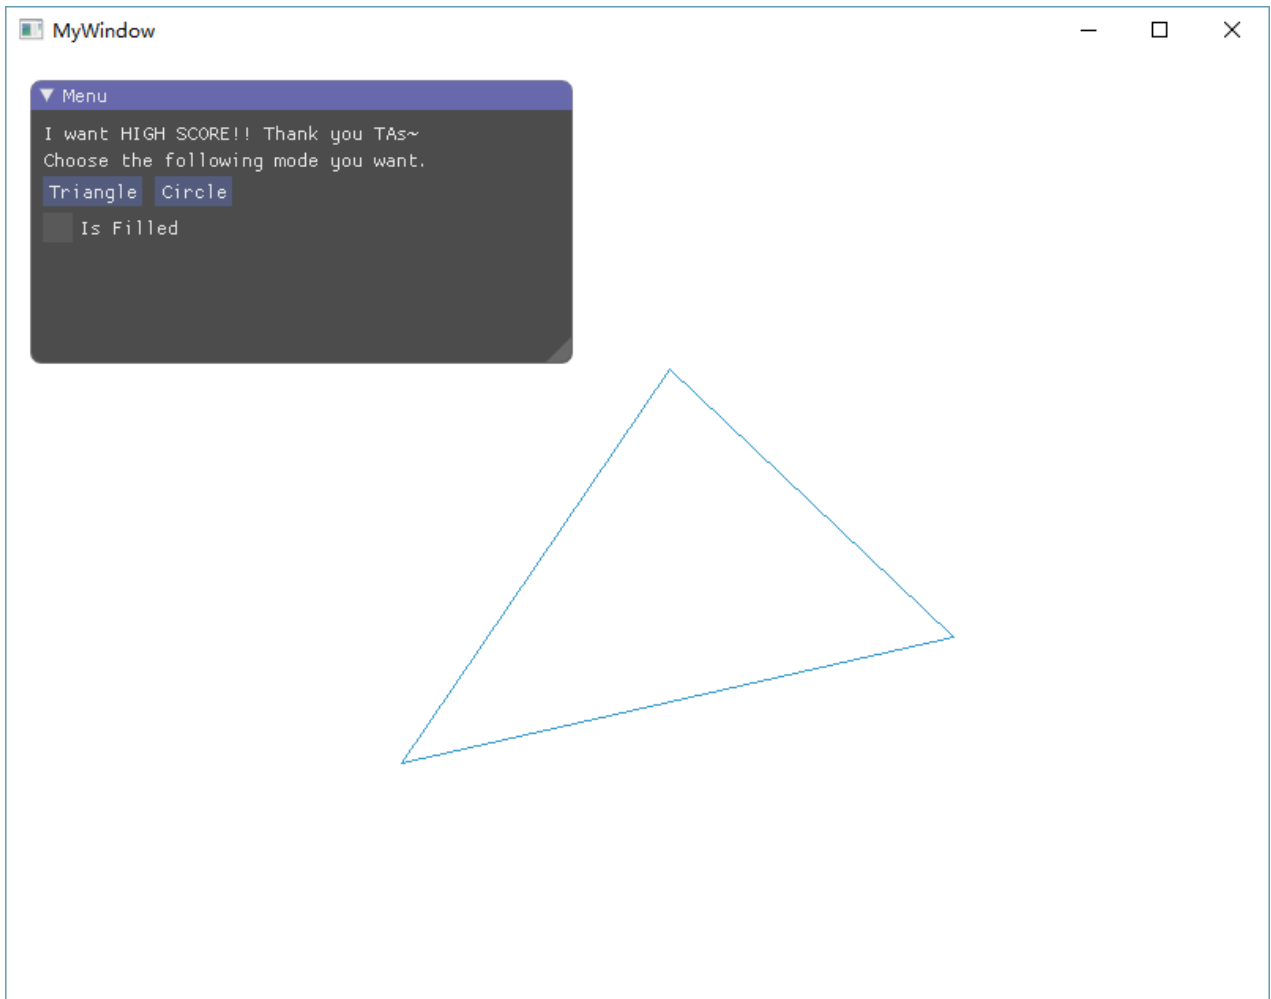 MyWindow
Menu
I want HIGH SCORE!! Thank you TAs~
Choose the following mode you want.
Triangle Circle
Is Filled